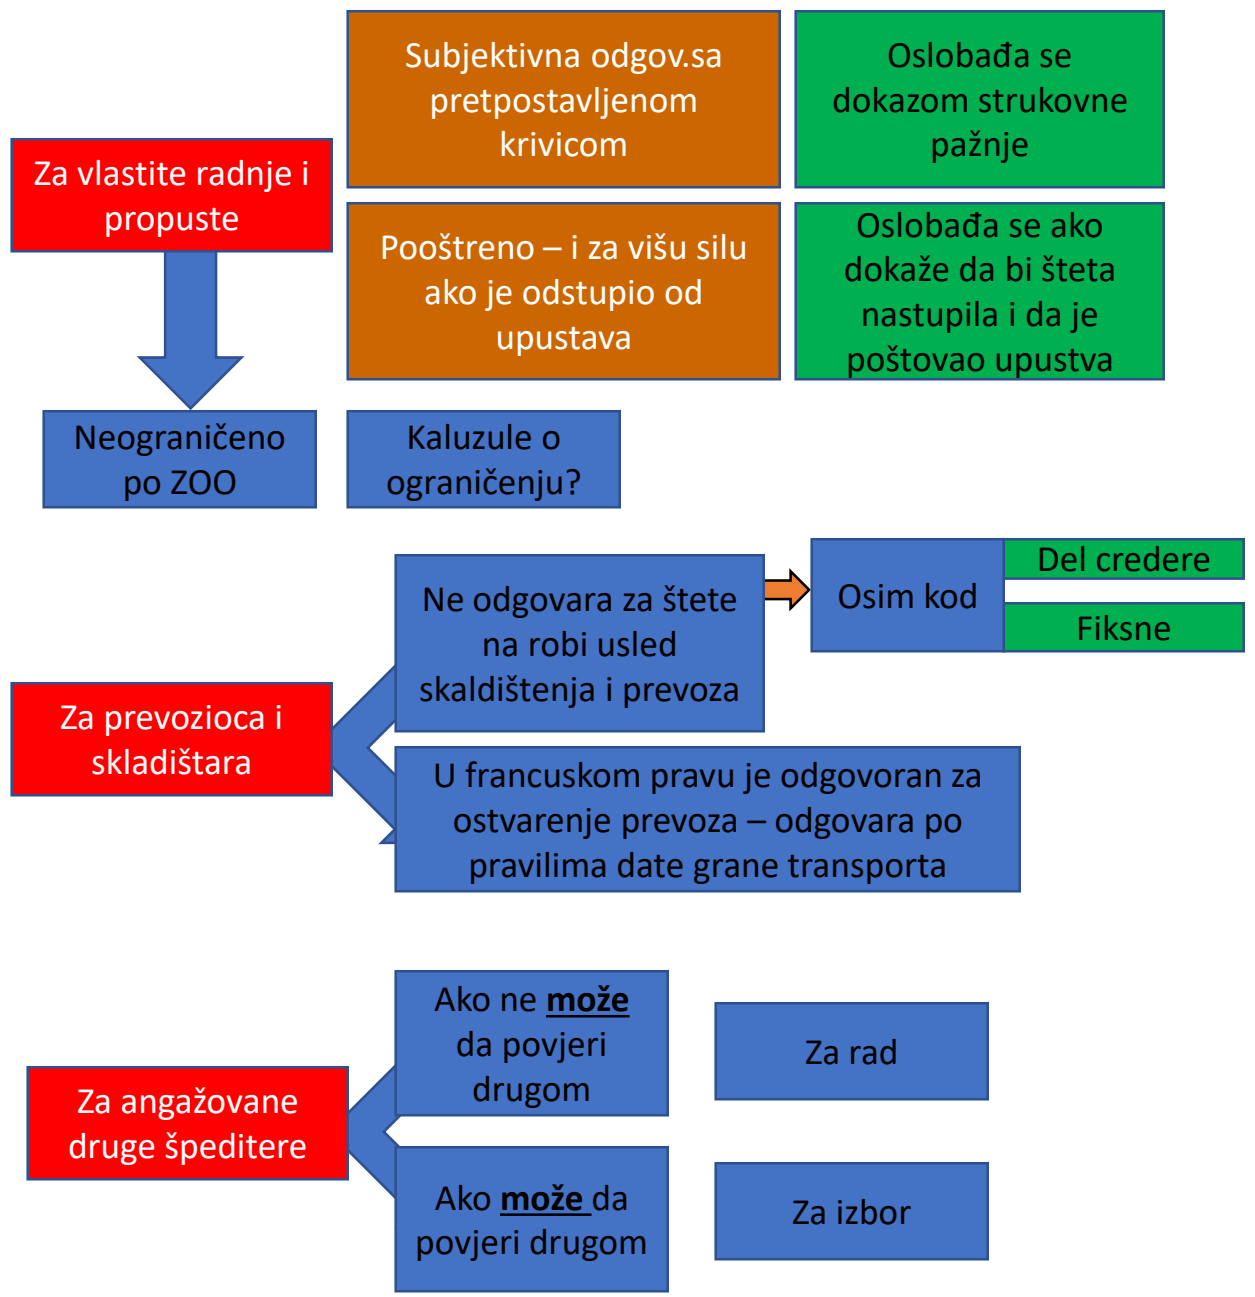 Subjektivna odgov.sa
pretpostavljenom
krivicom
Oslobađa se
dokazom strukovne
pažnje
Za vlastite radnje i
propuste
Pooštreno – i za višu silu
ako je odstupio od
upustava
Oslobađa se ako
dokaže da bi šteta
nastupila i da je
poštovao upustva
Neograničeno
po ZOO
Kaluzule o
ograničenju?
Ne odgovara za štete
na robi usled
skaldištenja i prevoza
Osim kod
Del credere
Fiksne
Za prevozioca i
skladištara
U francuskom pravu je odgovoran za
ostvarenje prevoza – odgovara po
pravilima date grane transporta
Ako ne može
da povjeri
drugom
Za rad
Za angažovane
druge špeditere
Ako može da
povjeri drugom
Za izbor